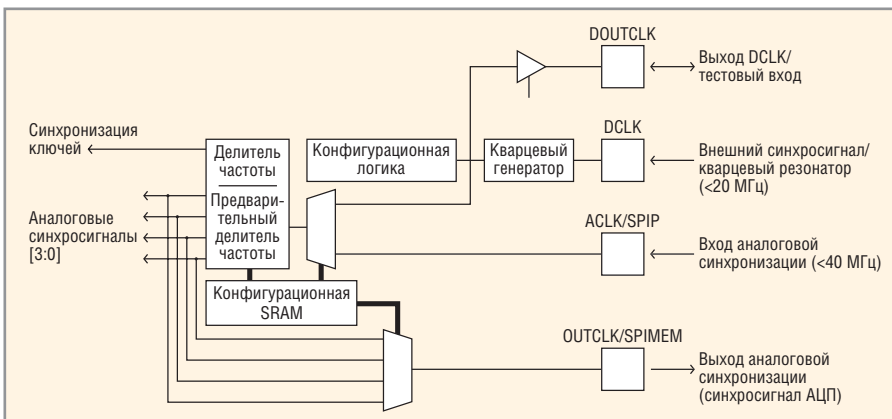 DOUTCLK
Выход DCLK/
тестовый вход
Синхронизация
ключей
Делитель
частоты
Предвари-
тельный
делитель
частоты
Конфигурационная
логика
Кварцевый
генератор
DCLK
Внешний синхросигнал/
кварцевый резонатор
(<20 МГц)
Аналоговые
синхросигналы
[3:0]
ACLK/SPIP
Вход аналоговой
синхронизации (<40 МГц)
Конфигурационная
SRAM
OUTCLK/SPIMEM
Выход аналоговой
синхронизации
(синхросигнал АЦП)